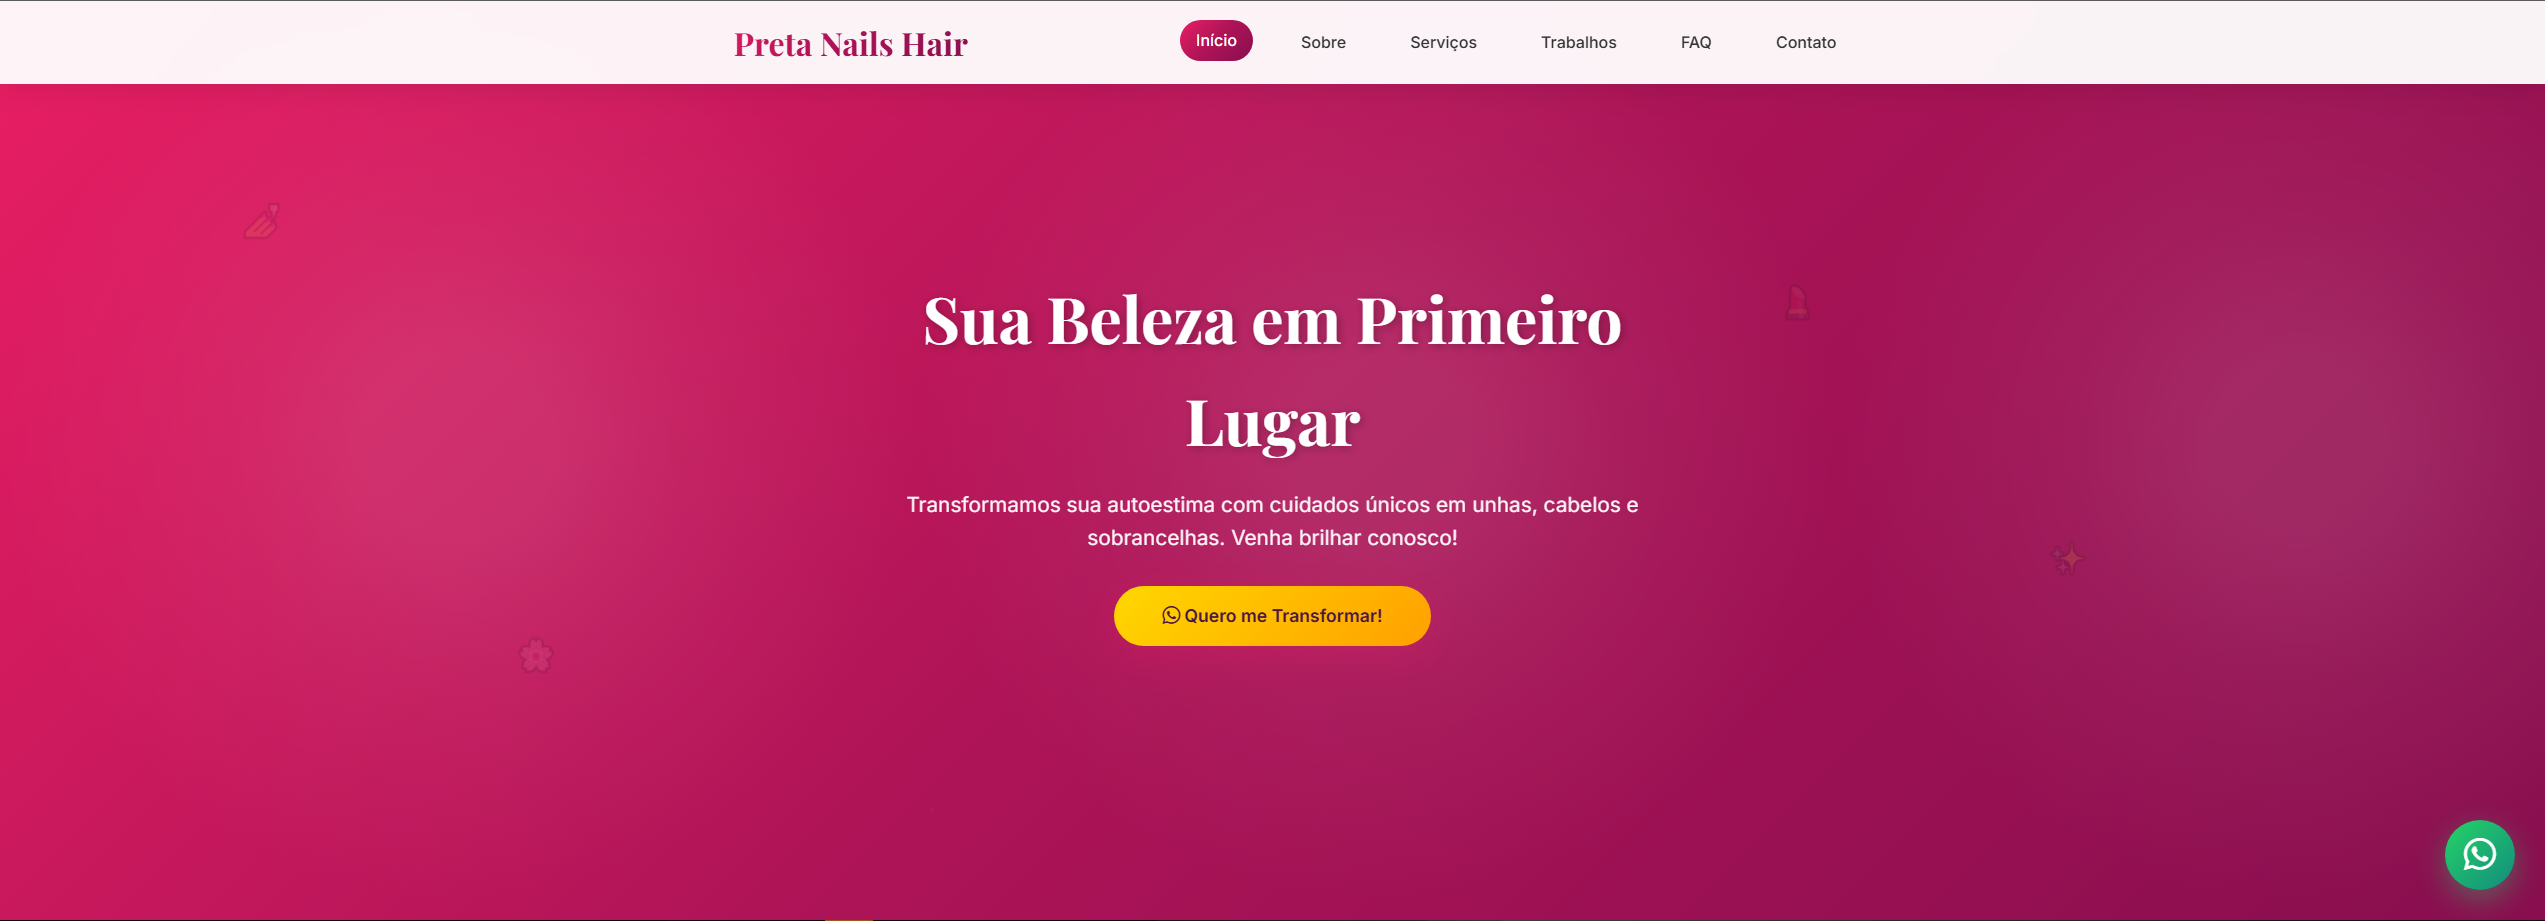 Preta Nails Hair
Início
Sobre
Serviços
Trabalhos
FAQ
Contato
Sua Beleza em Primeiro
Lugar
Transformamos sua autoestima com cuidados únicos em unhas, cabelos e
sobrancelhas. Venha brilhar conosco!
Quero me Transformar!